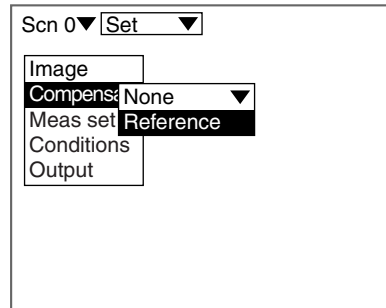 Scn 0▼ Set ▼
Image
Compensa
None ▼
Meas set
Reference
Conditions
Output